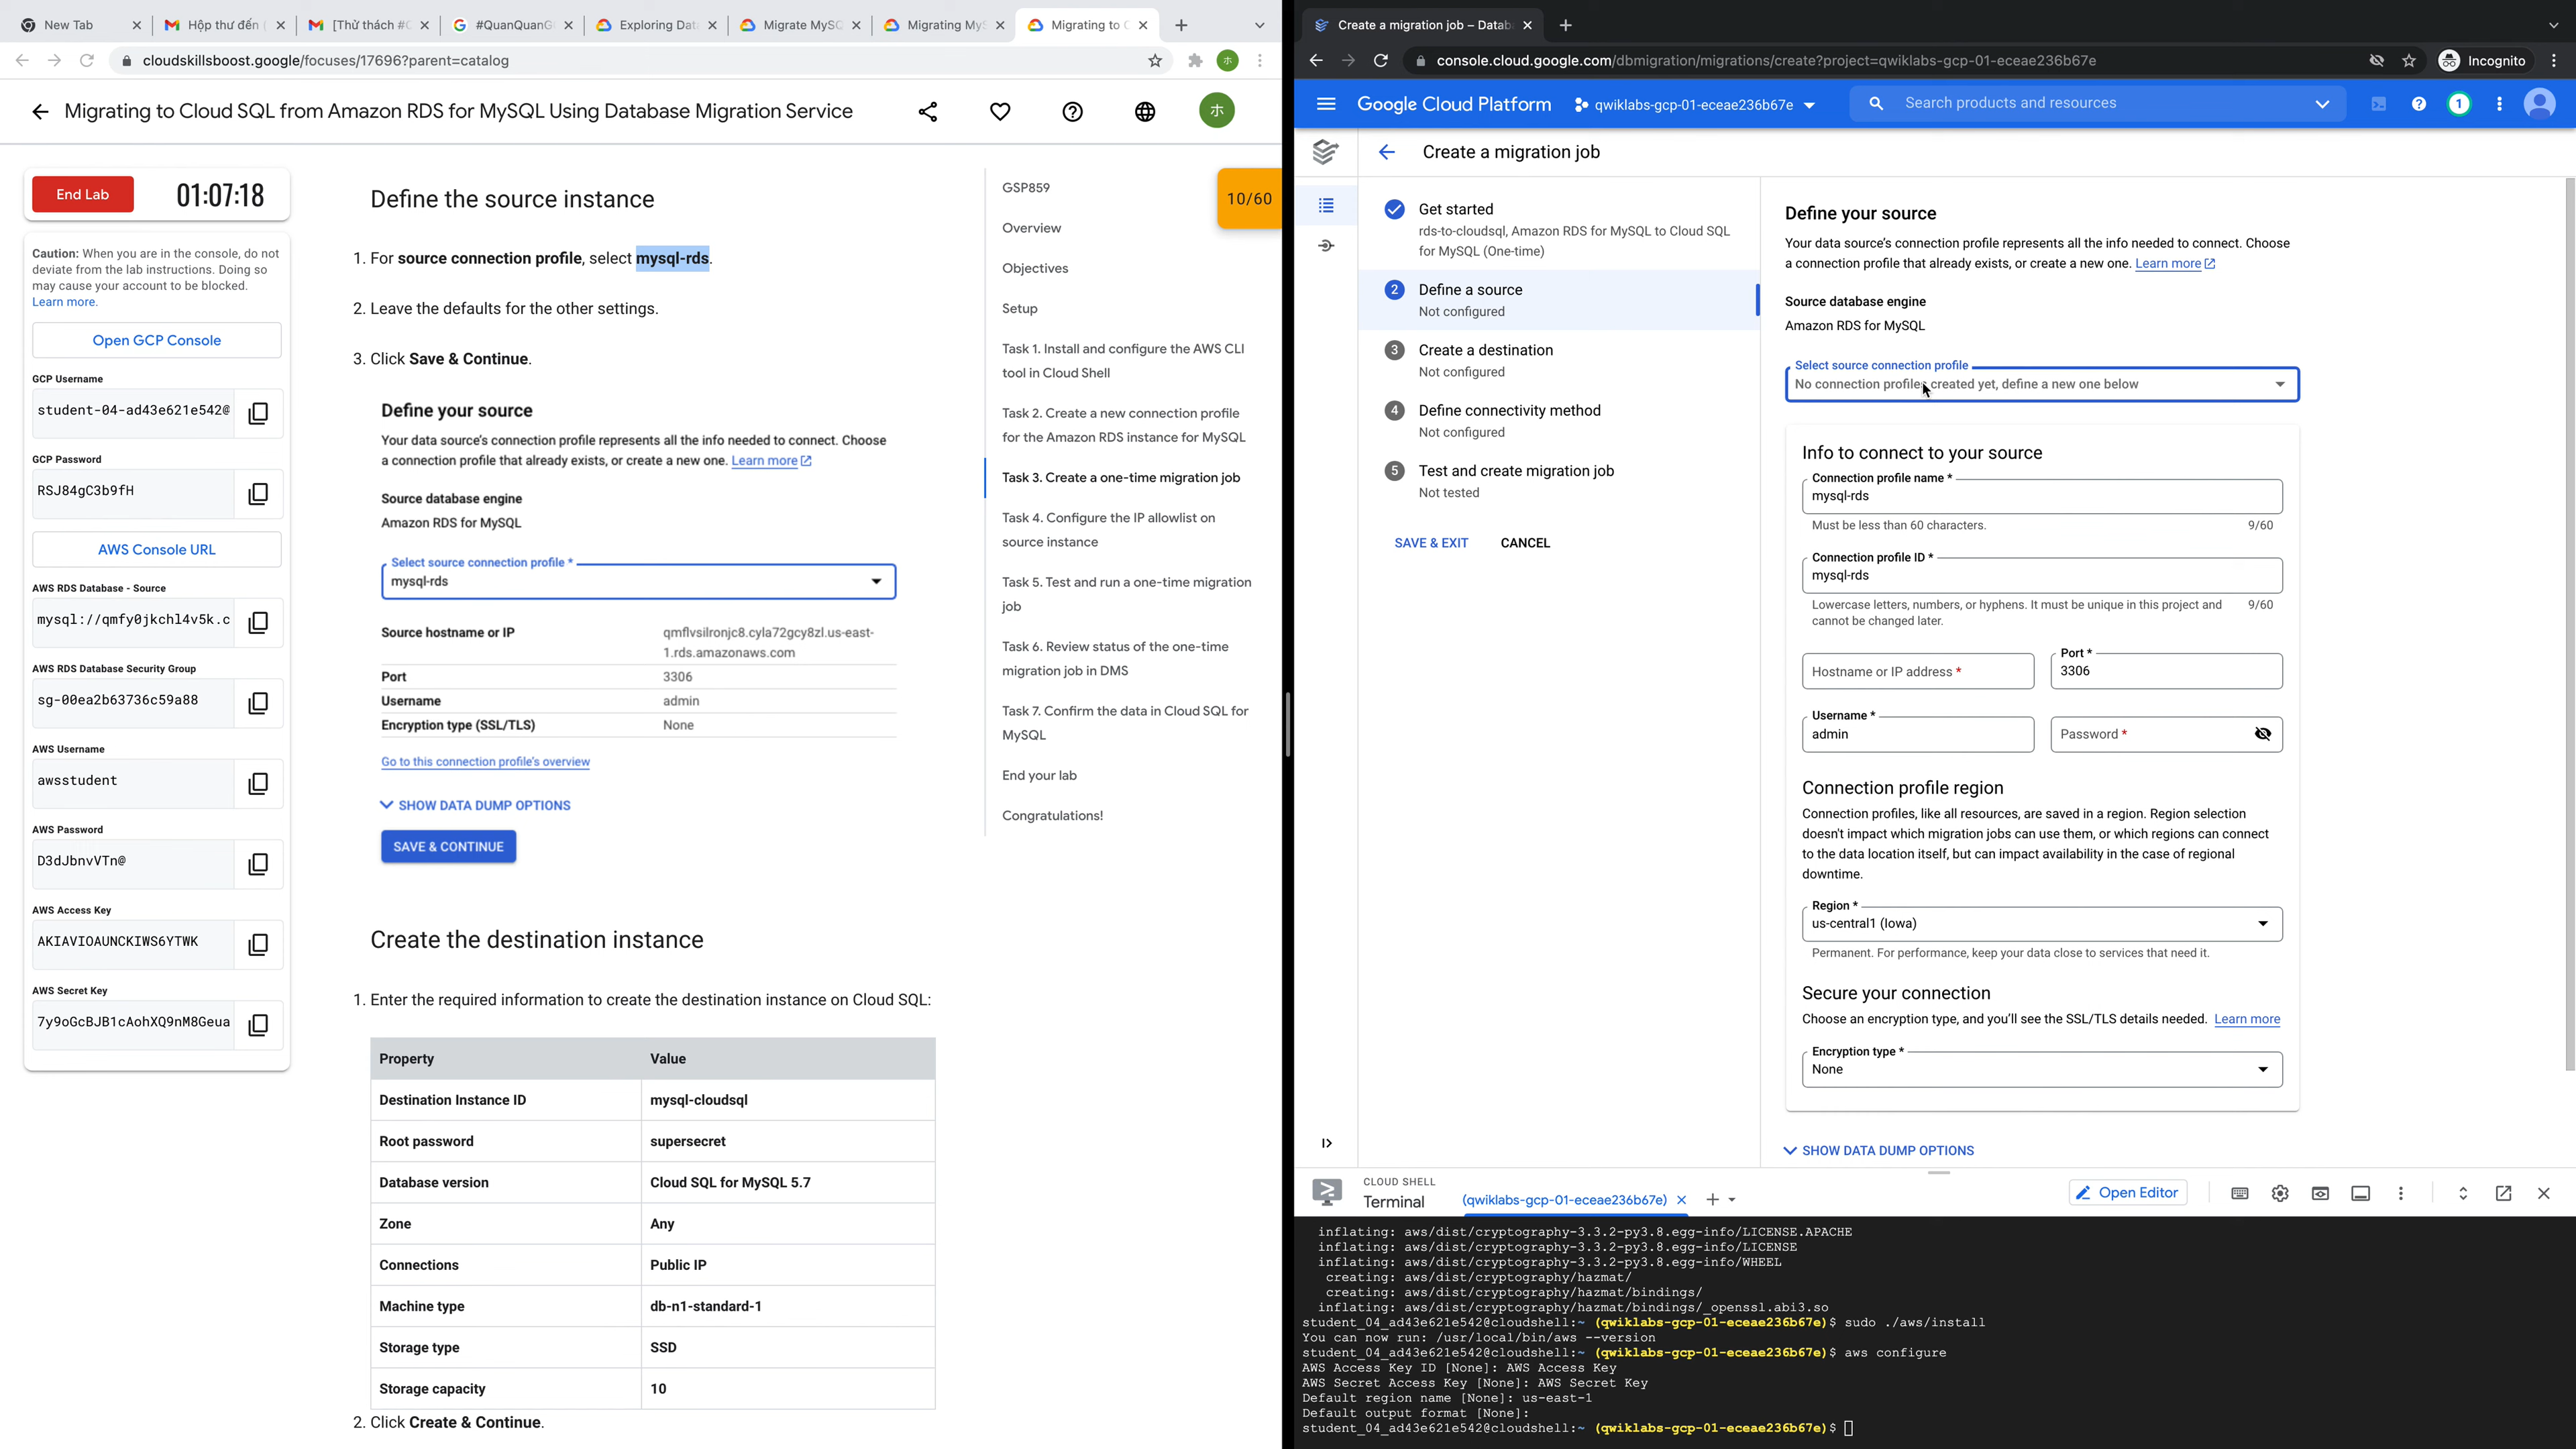 New Tab
Hộp thư đến (
[Thử thách #C
#QuanQuanG
Exploring Dat
Migrate MySQ
Migrating MyS
Migrating to C
cloudskillsboost.google/focuses/17696?parent=catalog
Migrating to Cloud SQL from Amazon RDS for MySQL Using Database Migration Service
ホ
End Lab
01:07:18
Caution: When you are in the console, do not
deviate from the lab instructions. Doing so
may cause your account to be blocked.
Learn more.
Open GCP Console
GCP Username
student-04-ad43e621e542@
GCP Password
RSJ84gC3b9fH
AWS Console URL
AWS RDS Database - Source
mysql://qmfy0jkchl4v5k.c
AWS RDS Database Security Group
sg-00ea2b63736c59a88
AWS Username
awsstudent
AWS Password
D3dJbnvVTn@
AWS Access Key
AKIAVIOAUNCKIWS6YTWK
AWS Secret Key
7y9oGcBJB1cAohXQ9nM8Geua
Define the source instance
1. For source connection profile, select mysql-rds.
2. Leave the defaults for the other settings.
3. Click Save & Continue.
Define your source
Your data source's connection profile represents all the info needed to connect. Choose
a connection profile that already exists, or create a new one. Learn more
Source database engine
Amazon RDS for MySQL
Select source connection profile *
mysql-rds
Source hostname or IP
qmflvsilronjc8.cyla72gcy8zl.us-east-
1.rds.amazonaws.com
Port 3306
Username admin
Encryption type (SSL/TLS) None
Go to this connection profile's overview
SHOW DATA DUMP OPTIONS
SAVE & CONTINUE
Create the destination instance
1. Enter the required information to create the destination instance on Cloud SQL:
Property Value
Destination Instance ID mysql-cloudsql
Root password supersecret
Database version Cloud SQL for MySQL 5.7
Zone Any
Connections Public IP
Machine type db-n1-standard-1
Storage type SSD
Storage capacity 10
2. Click Create & Continue.
GSP859
Overview
Objectives
Setup
Task 1. Install and configure the AWS CLI
tool in Cloud Shell
Task 2. Create a new connection profile
for the Amazon RDS instance for MySQL
Task 3. Create a one-time migration job
Task 4. Configure the IP allowlist on
source instance
Task 5. Test and run a one-time migration
job
Task 6. Review status of the one-time
migration job in DMS
Task 7. Confirm the data in Cloud SQL for
MySQL
End your lab
Congratulations!
10/60
Create a migration job – Datab
console.cloud.google.com/dbmigration/migrations/create?project=qwiklabs-gcp-01-eceae236b67e
Incognito
Google Cloud Platform
qwiklabs-gcp-01-eceae236b67e
Search products and resources
1
Create a migration job
Get started
rds-to-cloudsql, Amazon RDS for MySQL to Cloud SQL
for MySQL (One-time)
2 Define a source
Not configured
3 Create a destination
Not configured
4 Define connectivity method
Not configured
5 Test and create migration job
Not tested
SAVE & EXIT
CANCEL
Define your source
Your data source's connection profile represents all the info needed to connect. Choose
a connection profile that already exists, or create a new one. Learn more
Source database engine
Amazon RDS for MySQL
Select source connection profile
No connection profiles created yet, define a new one below
Info to connect to your source
Connection profile name *
mysql-rds
Must be less than 60 characters. 9/60
Connection profile ID *
mysql-rds
Lowercase letters, numbers, or hyphens. It must be unique in this project and 9/60
cannot be changed later.
Hostname or IP address *
Port *
3306
Username *
admin
Password *
Connection profile region
Connection profiles, like all resources, are saved in a region. Region selection
doesn't impact which migration jobs can use them, or which regions can connect
to the data location itself, but can impact availability in the case of regional
downtime.
Region *
us-central1 (Iowa)
Permanent. For performance, keep your data close to services that need it.
Secure your connection
Choose an encryption type, and you'll see the SSL/TLS details needed. Learn more
Encryption type *
None
SHOW DATA DUMP OPTIONS
CLOUD SHELL
Terminal
(qwiklabs-gcp-01-eceae236b67e)
Open Editor
inflating: aws/dist/cryptography-3.3.2-py3.8.egg-info/LICENSE.APACHE
inflating: aws/dist/cryptography-3.3.2-py3.8.egg-info/LICENSE
inflating: aws/dist/cryptography-3.3.2-py3.8.egg-info/WHEEL
creating: aws/dist/cryptography/hazmat/
creating: aws/dist/cryptography/hazmat/bindings/
inflating: aws/dist/cryptography/hazmat/bindings/_openssl.abi3.so
student_04_ad43e621e542@cloudshell:~ (qwiklabs-gcp-01-eceae236b67e)$ sudo ./aws/install
You can now run: /usr/local/bin/aws --version
student_04_ad43e621e542@cloudshell:~ (qwiklabs-gcp-01-eceae236b67e)$ aws configure
AWS Access Key ID [None]: AWS Access Key
AWS Secret Access Key [None]: AWS Secret Key
Default region name [None]: us-east-1
Default output format [None]:
student_04_ad43e621e542@cloudshell:~ (qwiklabs-gcp-01-eceae236b67e)$